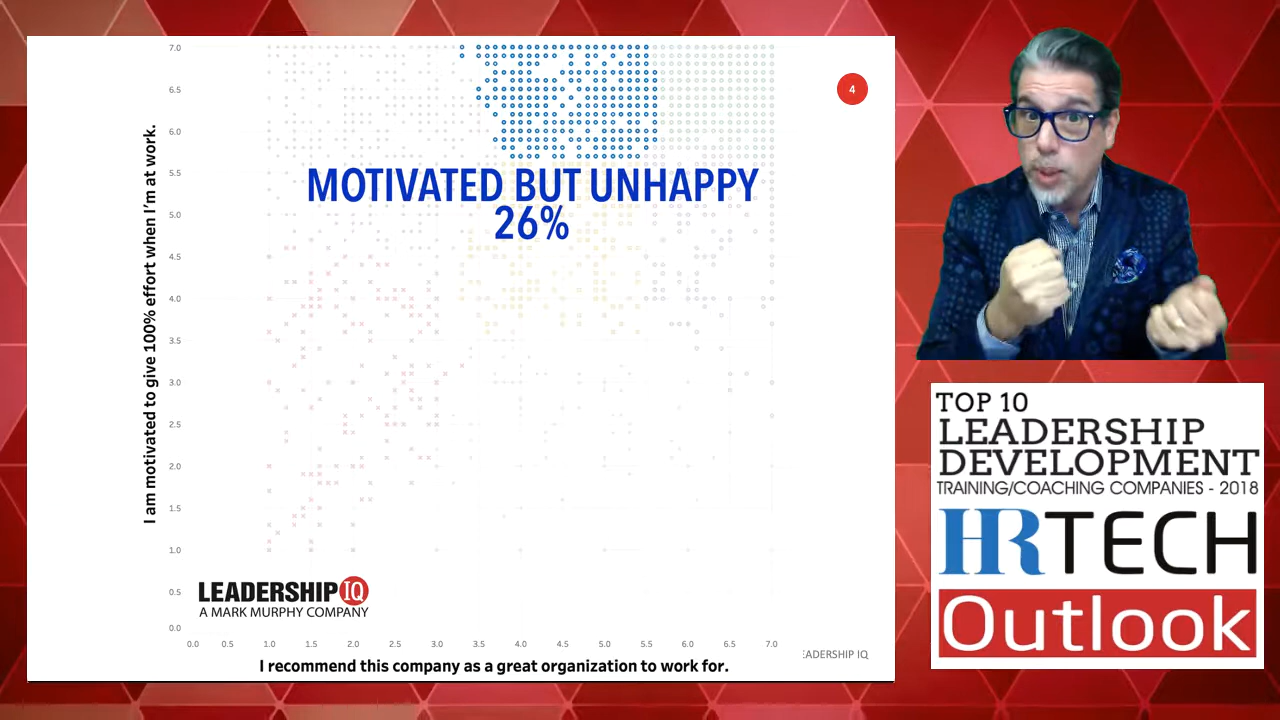 7.0
6.5
6.0
5.5
5.0
4.5
4.0
3.5
3.0
2.5
2.0
1.5
1.0
0.5
0.0
I am motivated to give 100% effort when I'm at work.
4
MOTIVATED BUT UNHAPPY
26%
LEADERSHIP IQ
A MARK MURPHY COMPANY
0.0 0.5 1.0 1.5 2.0 2.5 3.0 3.5 4.0 4.5 5.0 5.5 6.0 6.5 7.0
EADERSHIP IQ
I recommend this company as a great organization to work for.
TOP 10
LEADERSHIP
DEVELOPMENT
TRAINING/COACHING COMPANIES - 2018
HRTECH
Outlook